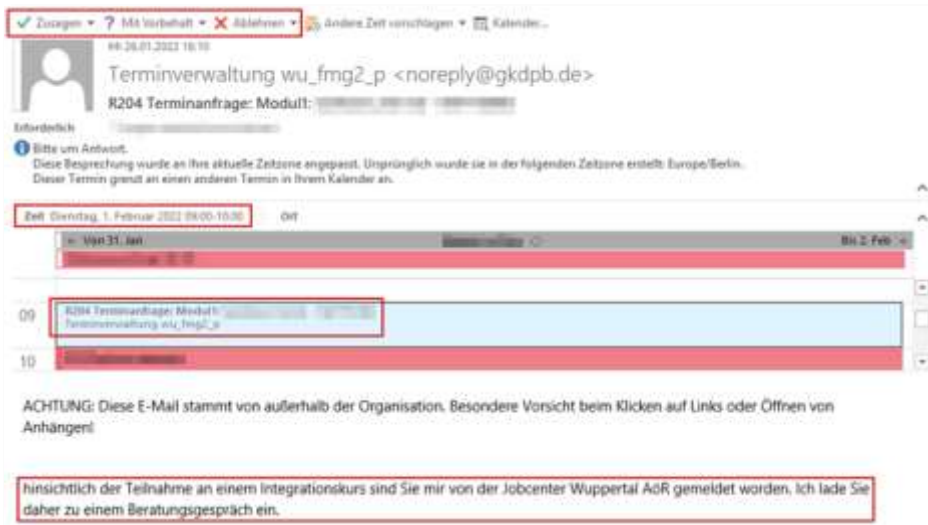 Zusagen Mit Vorbehalt Ablehnen Andere Zeit vorschlagen Kalender...
26.01.2022 16:10
Terminverwaltung wu_fmg2_p <noreply@gkdpb.de>
R204 Terminanfrage: Modul1:
Erforderlich
Bitte um Antwort.
Diese Besprechung wurde an Ihre aktuelle Zeitzone angepasst. Ursprünglich wurde sie in der folgenden Zeitzone erstellt: Europe/Berlin.
Dieser Termin grenzt an einen anderen Termin in Ihrem Kalender an.
Zeit Dienstag, 1. Februar 2022 09:00-10:00 Ort
Von 31. Jan Bis 2. Feb
09 R204 Terminanfrage: Modul1:
Terminverwaltung wu_fmg2_p
10
ACHTUNG: Diese E-Mail stammt von außerhalb der Organisation. Besondere Vorsicht beim Klicken auf Links oder Öffnen von
Anhängen!
hinsichtlich der Teilnahme an einem Integrationskurs sind Sie mir von der Jobcenter Wuppertal AöR gemeldet worden. Ich lade Sie
daher zu einem Beratungsgespräch ein.